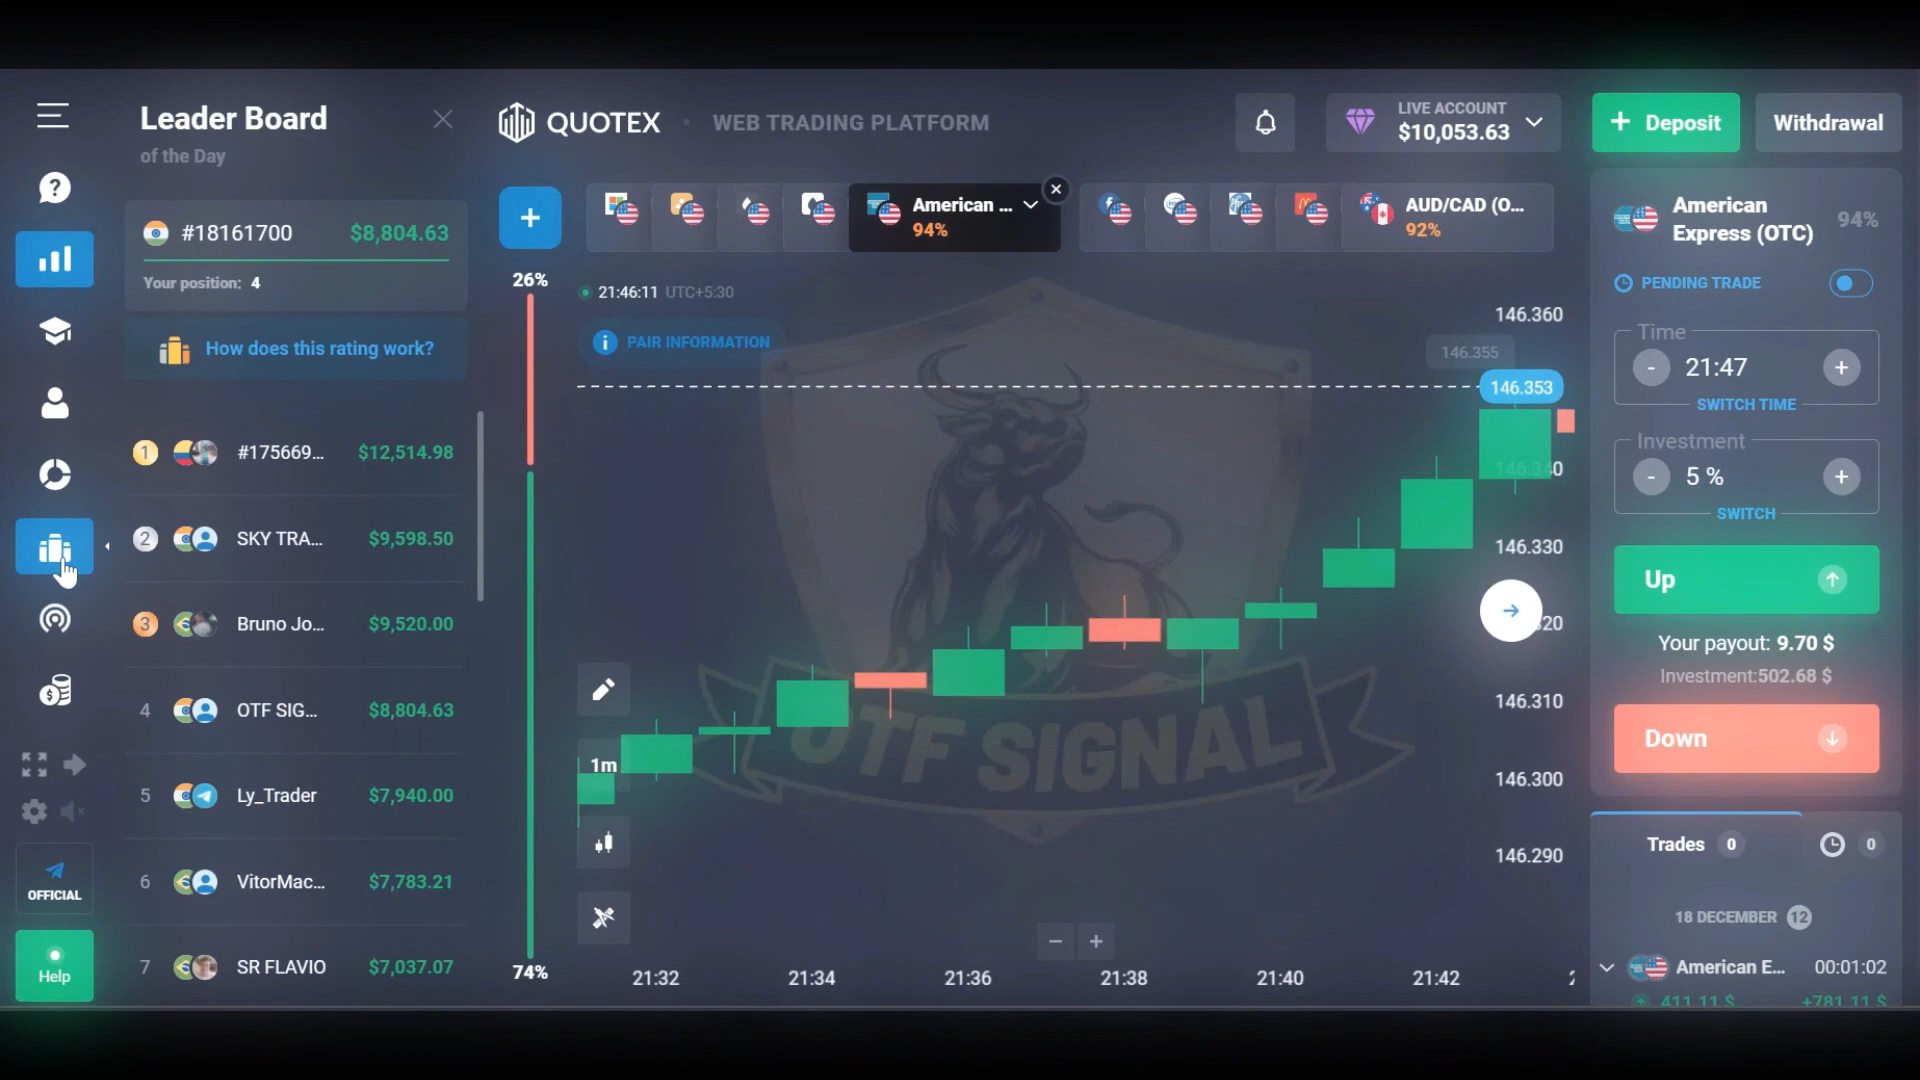 Leader Board
of the Day
#18161700 $8,804.63
Your position: 4
How does this rating work?
1 #175669... $12,514.98
2 SKY TRA... $9,598.50
3 Bruno Jo... $9,520.00
4 OTF SIG... $8,804.63
5 Ly_Trader $7,940.00
6 VitorMac... $7,783.21
7 SR FLAVIO $7,037.07
OFFICIAL
Help
QUOTEX WEB TRADING PLATFORM
LIVE ACCOUNT
$10,053.63
+ Deposit
Withdrawal
American ...
94%
AUD/CAD (O...
92%
26%
74%
21:46:11 UTC+5:30
PAIR INFORMATION
146.360
146.355
146.353
146.330
146.310
146.300
146.290
1m
OTF SIGNAL
21:32 21:34 21:36 21:38 21:40 21:42
American
Express (OTC)
94%
PENDING TRADE
Time
- 21:47 +
SWITCH TIME
Investment
- 5 % +
SWITCH
Up
Your payout: 9.70 $
Investment:502.68 $
Down
Trades 0 0
18 DECEMBER 12
American E... 00:01:02
411.11 $ +781.11 $